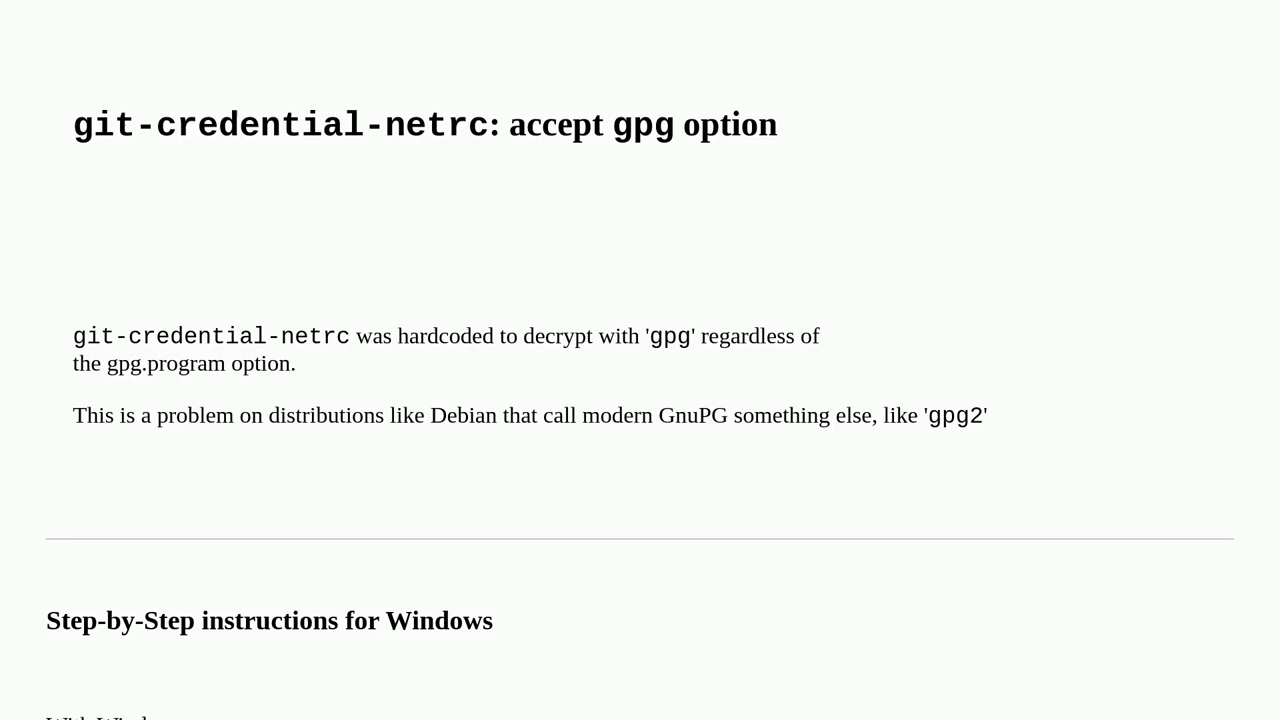 git-credential-netrc: accept gpg option
git-credential-netrc was hardcoded to decrypt with 'gpg' regardless of
the gpg.program option.
This is a problem on distributions like Debian that call modern GnuPG something else, like 'gpg2'
Step-by-Step instructions for Windows